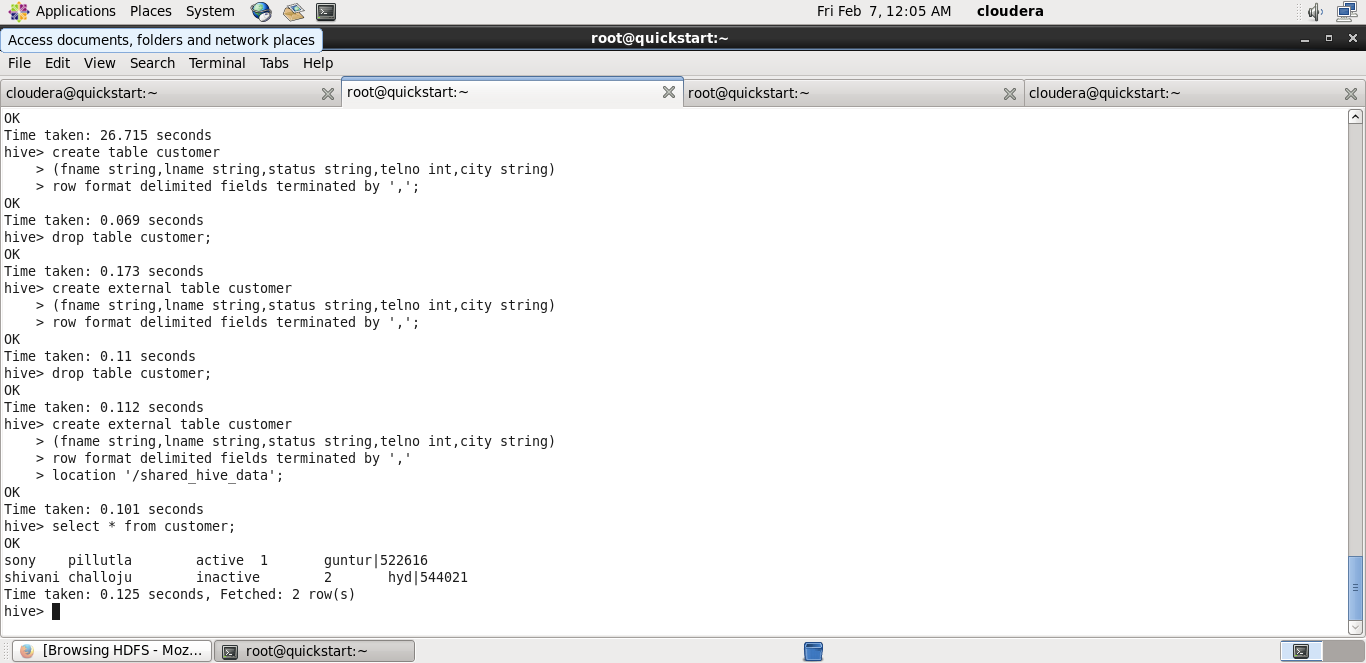 Applications Places System Fri Feb 7, 12:05 AM cloudera
Access documents, folders and network places
root@quickstart:~
File Edit View Search Terminal Tabs Help
cloudera@quickstart:~ root@quickstart:~ root@quickstart:~ cloudera@quickstart:~
OK
Time taken: 26.715 seconds
hive> create table customer
    > (fname string,lname string,status string,telno int,city string)
    > row format delimited fields terminated by ',';
OK
Time taken: 0.069 seconds
hive> drop table customer;
OK
Time taken: 0.173 seconds
hive> create external table customer
    > (fname string,lname string,status string,telno int,city string)
    > row format delimited fields terminated by ',';
OK
Time taken: 0.11 seconds
hive> drop table customer;
OK
Time taken: 0.112 seconds
hive> create external table customer
    > (fname string,lname string,status string,telno int,city string)
    > row format delimited fields terminated by ','
    > location '/shared_hive_data';
OK
Time taken: 0.101 seconds
hive> select * from customer;
OK
sony    pillutla        active  1       guntur|522616
shivani challoju        inactive        2       hyd|544021
Time taken: 0.125 seconds, Fetched: 2 row(s)
hive>
[Browsing HDFS - Moz... root@quickstart:~